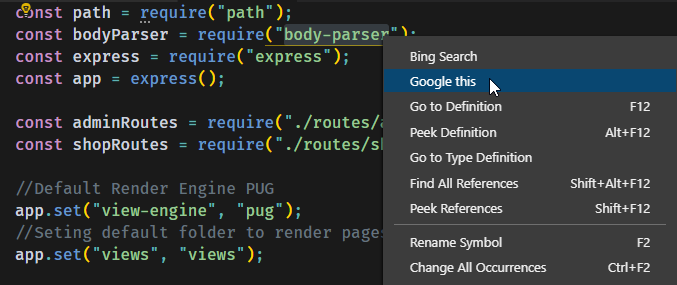 const path = require("path");
const bodyParser = require("body-parser");
const express = require("express");
const app = express();
const adminRoutes = require("./routes/a
const shopRoutes = require("./routes/sh
//Default Render Engine PUG
app.set("view-engine", "pug");
//Seting default folder to render pages
app.set("views", "views");
Bing Search
Google this
Go to Definition F12
Peek Definition Alt+F12
Go to Type Definition
Find All References Shift+Alt+F12
Peek References Shift+F12
Rename Symbol F2
Change All Occurrences Ctrl+F2